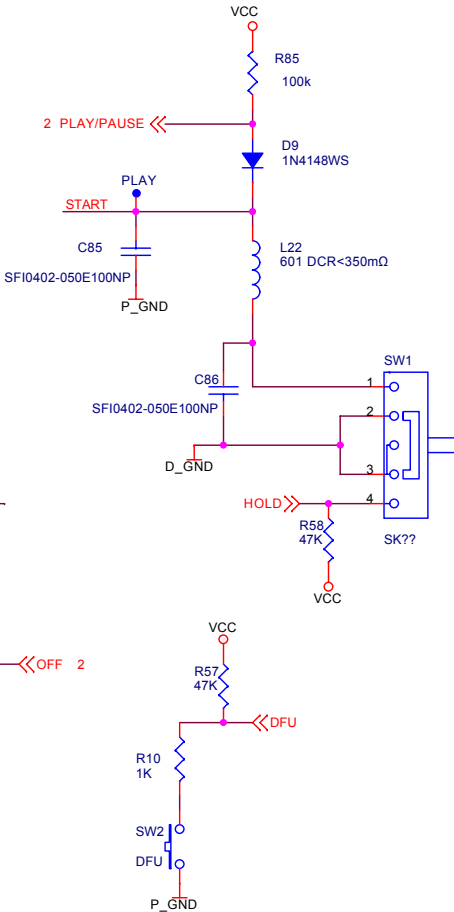 VCC
R85
100k
2 PLAY/PAUSE
D9
1N4148WS
PLAY
START
C85
L22
601 DCR<350mΩ
SFI0402-050E100NP
P_GND
SW1
C86
1
SFI0402-050E100NP
2
D_GND
3
HOLD
4
R58
47K
SK??
VCC
VCC
OFF 2
R57
47K
DFU
R10
1K
SW2
DFU
P_GND